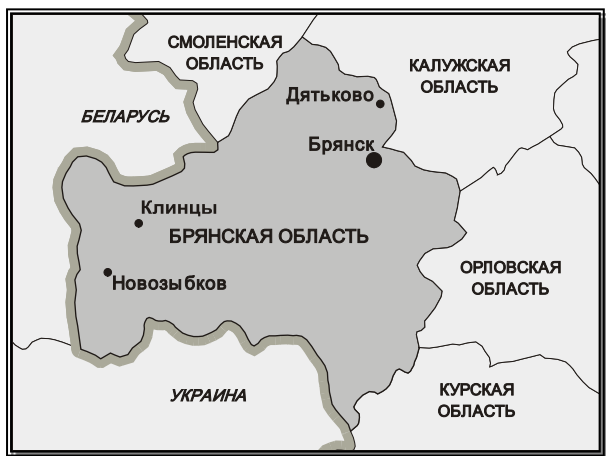 СМОЛЕНСКАЯ
ОБЛАСТЬ
КАЛУЖСКАЯ
ОБЛАСТЬ
Дятьково
БЕЛАРУСЬ
Брянск
Клинцы
БРЯНСКАЯ ОБЛАСТЬ
ОРЛОВСКАЯ
ОБЛАСТЬ
Новозыбков
УКРАИНА
КУРСКАЯ
ОБЛАСТЬ